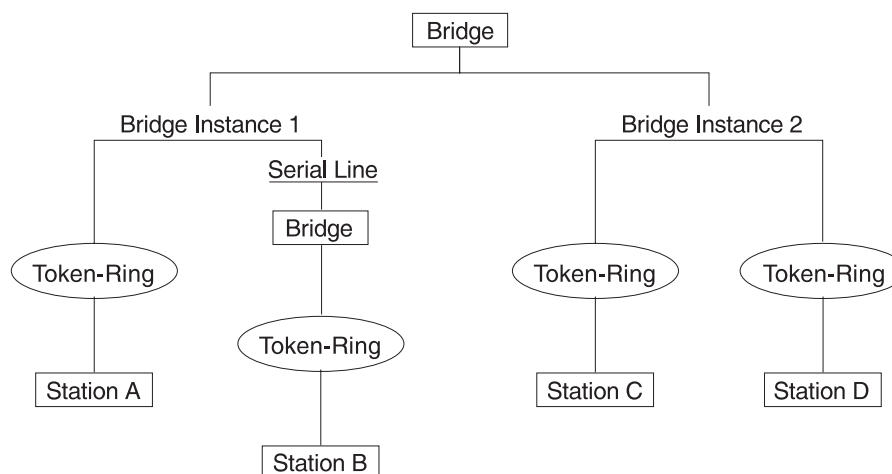 Bridge
Bridge Instance 1
Bridge Instance 2
Serial Line
Bridge
Token-Ring
Token-Ring
Token-Ring
Token-Ring
Station A
Station C
Station D
Station B